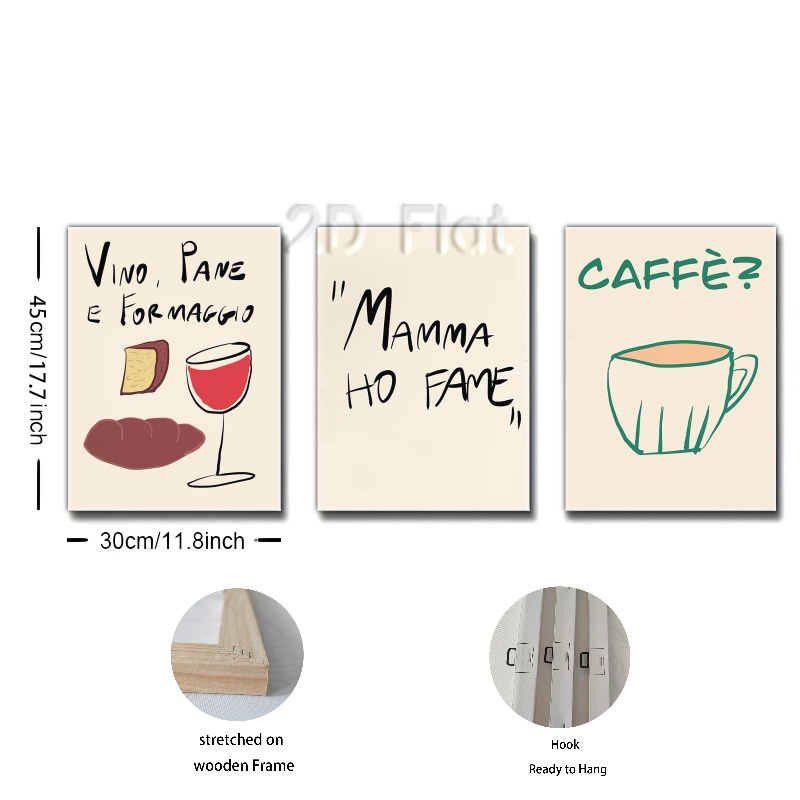 2D Flat
VINO, PANE
E FORMAGGIO
"MAMMA
HO FAME"
CAFFÈ?
45cm/17.7inch
30cm/11.8inch
stretched on
wooden Frame
Hook
Ready to Hang